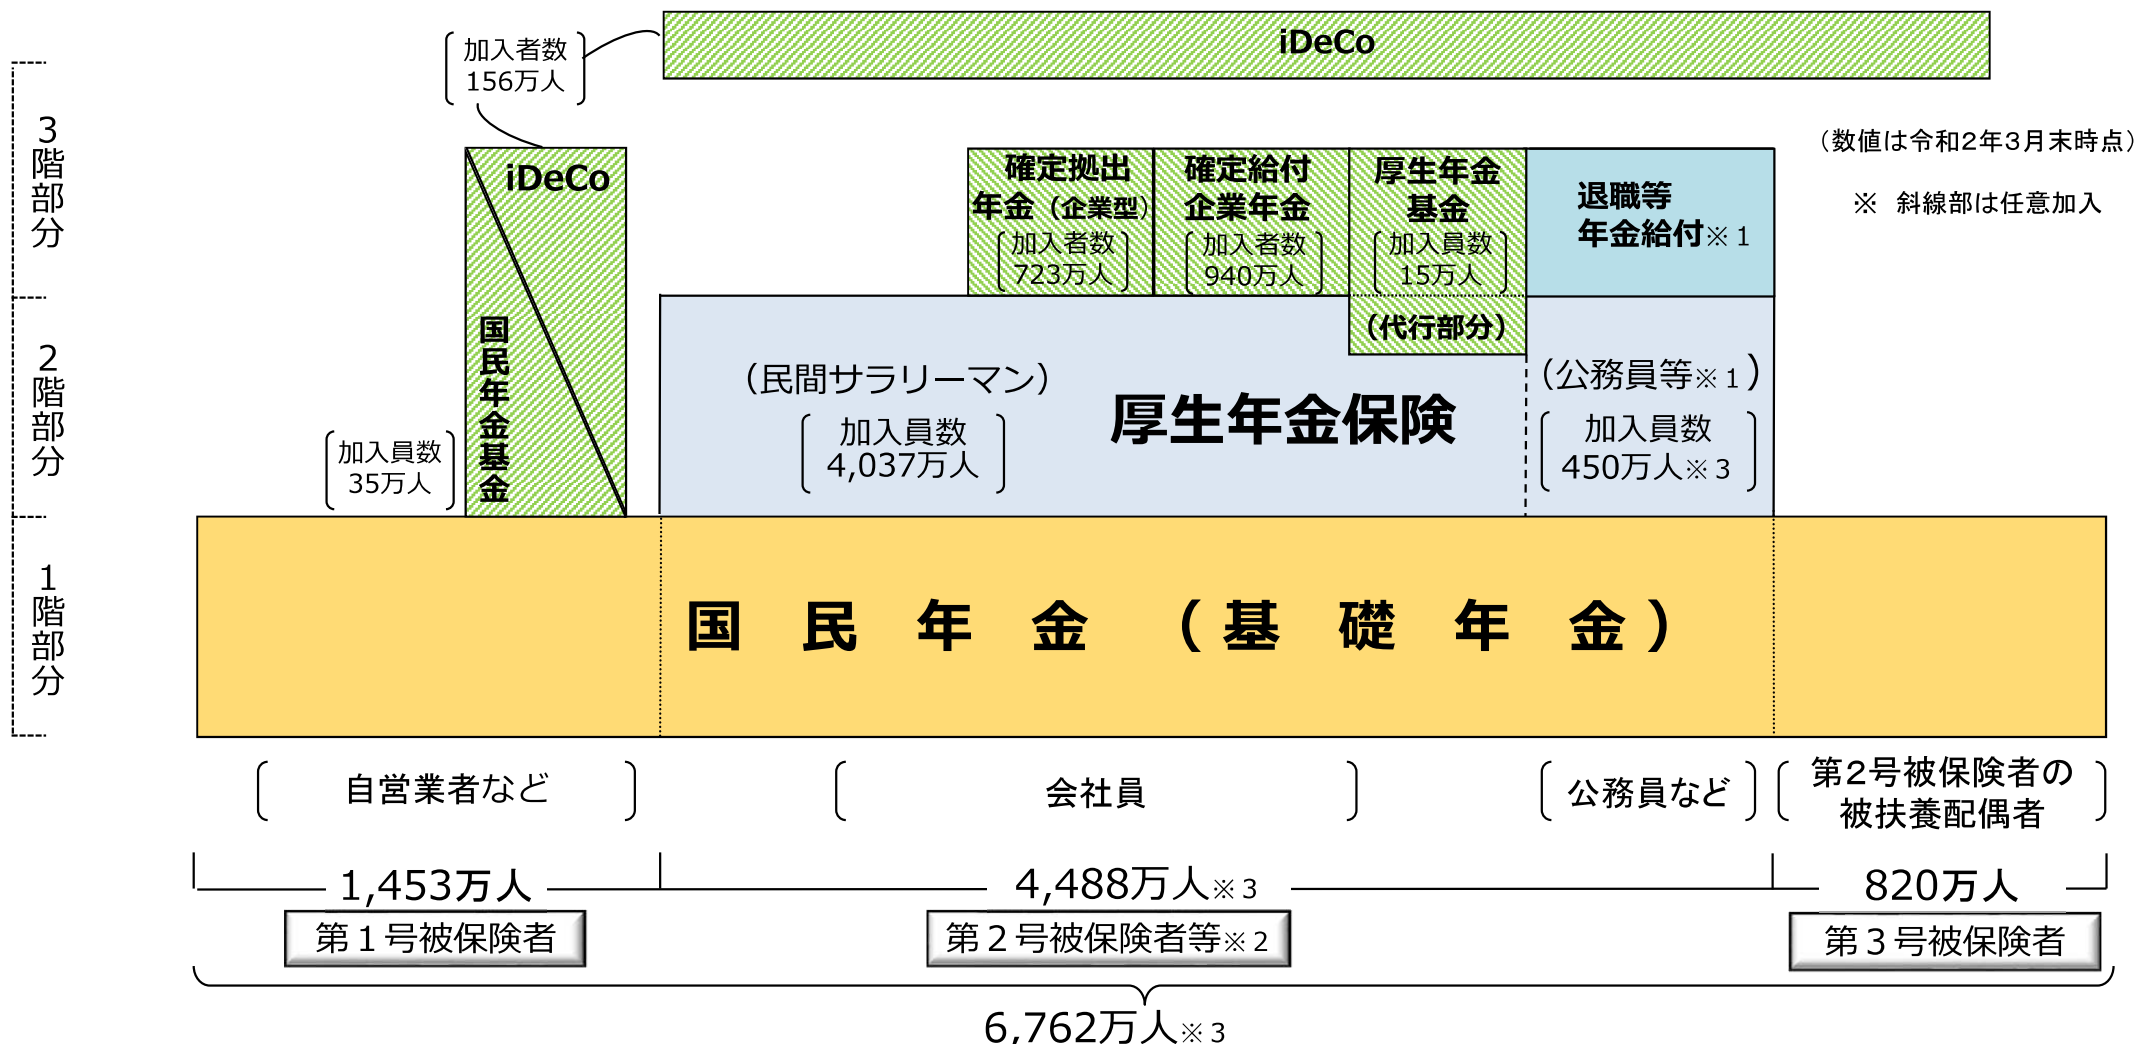 iDeCo
加入者数
156万人
3階部分
2階部分
1階部分
(数値は令和2年3月末時点)
※ 斜線部は任意加入
iDeCo
国民年金基金
加入員数
35万人
確定拠出
年金（企業型）
加入者数
723万人
確定給付
企業年金
加入者数
940万人
厚生年金
基金
加入員数
15万人
（代行部分）
退職等
年金給付※1
（民間サラリーマン）
加入員数
4,037万人
厚生年金保険
（公務員等※1）
加入員数
450万人※3
国民年金（基礎年金）
自営業者など
会社員
公務員など
第2号被保険者の
被扶養配偶者
1,453万人
4,488万人※3
820万人
第1号被保険者
第2号被保険者等※2
第3号被保険者
6,762万人※3